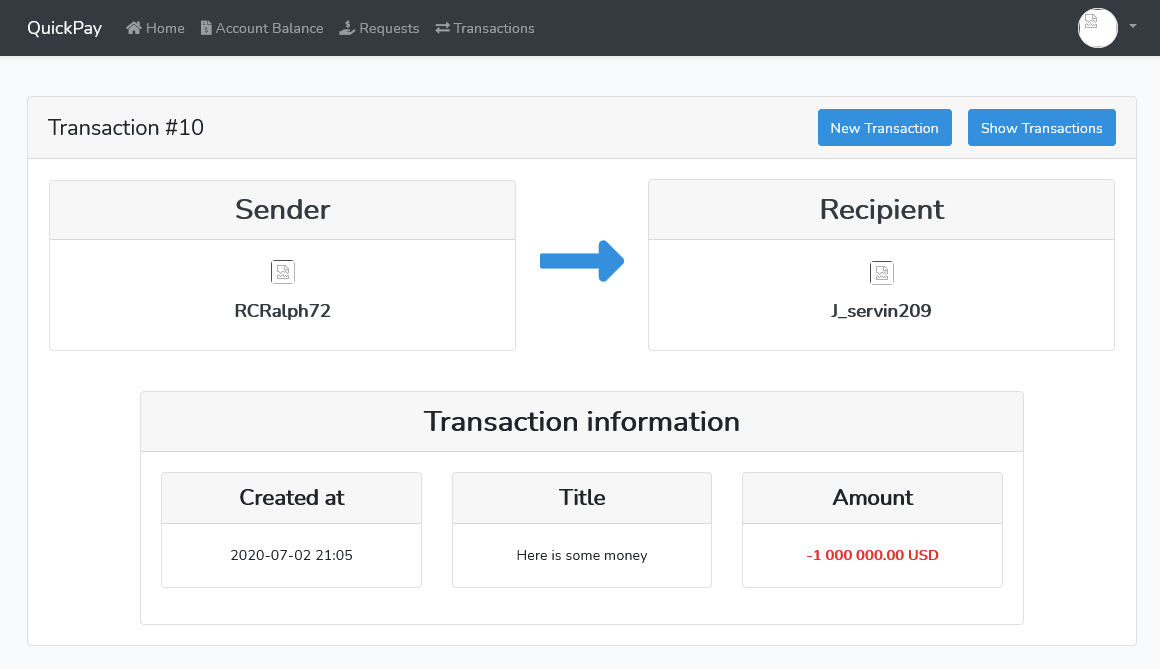 QuickPay Home Account Balance Requests Transactions
Transaction #10 New Transaction Show Transactions
Sender
RCRalph72
Recipient
J_servin209
Transaction information
Created at
2020-07-02 21:05
Title
Here is some money
Amount
-1 000 000.00 USD